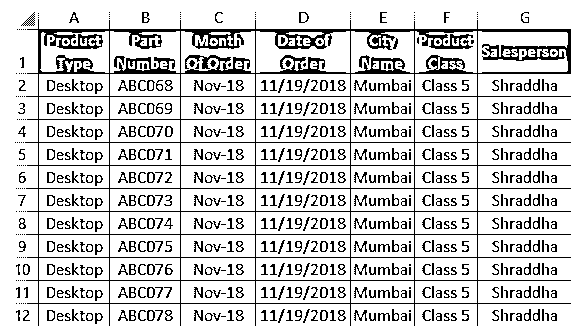 A B C D E F G
1 Product Type Part Number Month Of Order Date of Order City Name Product Class Salesperson
2 Desktop ABC068 Nov-18 11/19/2018 Mumbai Class 5 Shraddha
3 Desktop ABC069 Nov-18 11/19/2018 Mumbai Class 5 Shraddha
4 Desktop ABC070 Nov-18 11/19/2018 Mumbai Class 5 Shraddha
5 Desktop ABC071 Nov-18 11/19/2018 Mumbai Class 5 Shraddha
6 Desktop ABC072 Nov-18 11/19/2018 Mumbai Class 5 Shraddha
7 Desktop ABC073 Nov-18 11/19/2018 Mumbai Class 5 Shraddha
8 Desktop ABC074 Nov-18 11/19/2018 Mumbai Class 5 Shraddha
9 Desktop ABC075 Nov-18 11/19/2018 Mumbai Class 5 Shraddha
10 Desktop ABC076 Nov-18 11/19/2018 Mumbai Class 5 Shraddha
11 Desktop ABC077 Nov-18 11/19/2018 Mumbai Class 5 Shraddha
12 Desktop ABC078 Nov-18 11/19/2018 Mumbai Class 5 Shraddha